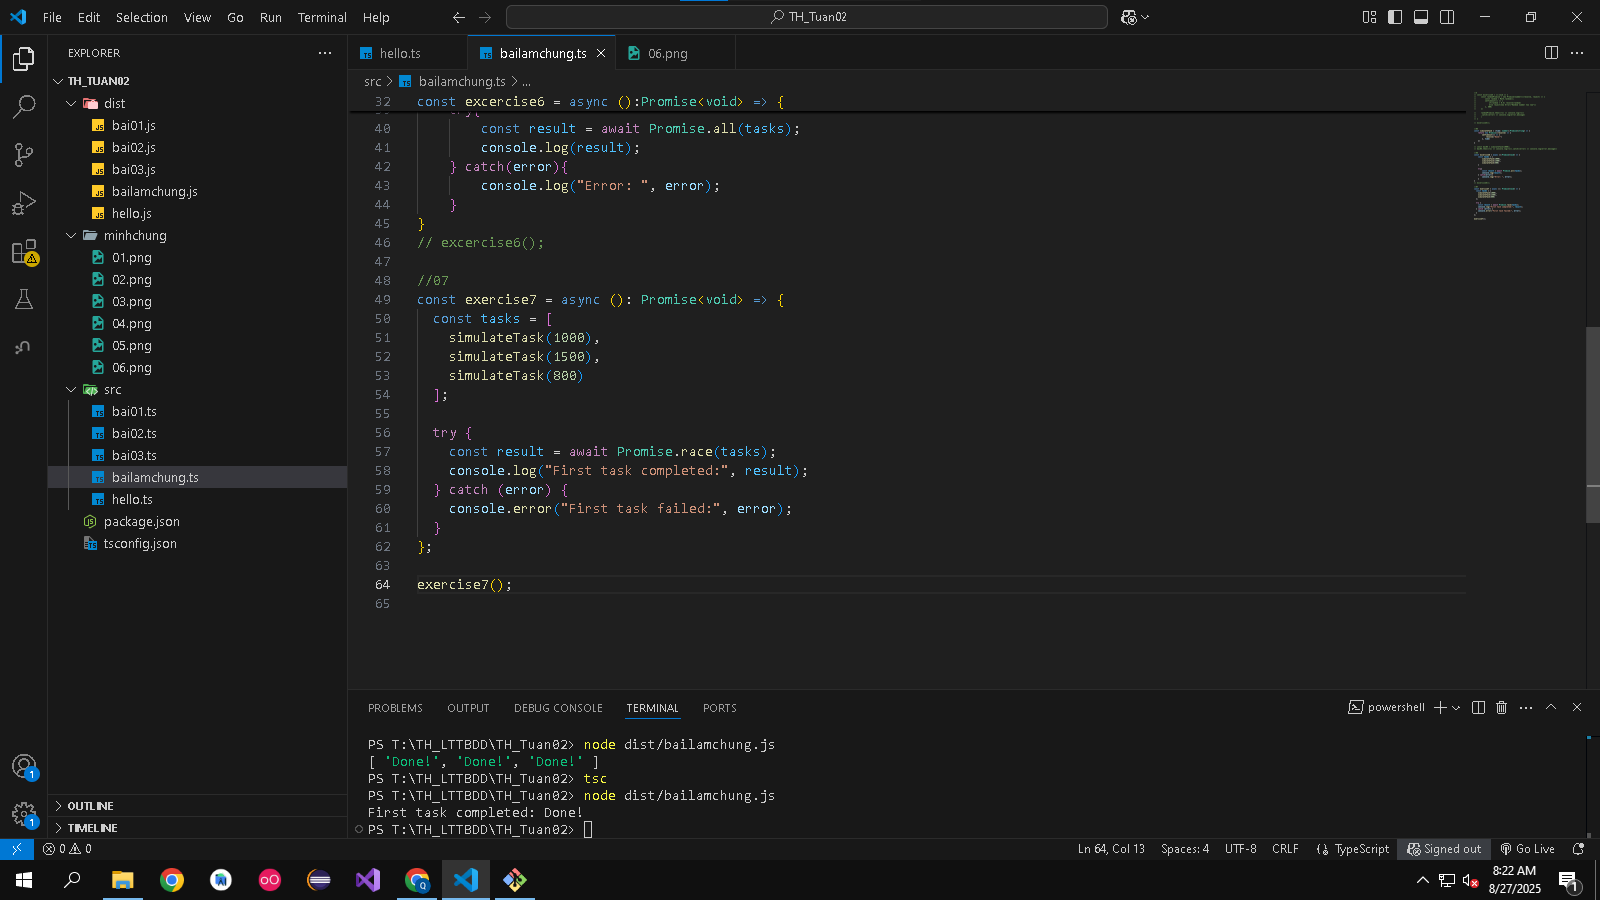 File Edit Selection View Go Run Terminal Help
TH_Tuan02
EXPLORER
TH_TUAN02
dist
bai01.js
bai02.js
bai03.js
bailamchung.js
hello.js
minhchung
01.png
02.png
03.png
04.png
05.png
06.png
src
bai01.ts
bai02.ts
bai03.ts
bailamchung.ts
hello.ts
package.json
tsconfig.json
OUTLINE
TIMELINE
hello.ts bailamchung.ts 06.png
src > bailamchung.ts > ...
32 const excercise6 = async ():Promise<void> => {
try{
40 const result = await Promise.all(tasks);
41 console.log(result);
42 } catch(error){
43 console.log("Error: ", error);
44 }
45 }
46 // excercise6();
47
48 //07
49 const exercise7 = async (): Promise<void> => {
50 const tasks = [
51 simulateTask(1000),
52 simulateTask(1500),
53 simulateTask(800)
54 ];
55
56 try {
57 const result = await Promise.race(tasks);
58 console.log("First task completed:", result);
59 } catch (error) {
60 console.error("First task failed:", error);
61 }
62 };
63
64 exercise7();
65
PROBLEMS OUTPUT DEBUG CONSOLE TERMINAL PORTS
powershell
PS T:\TH_LTTBDD\TH_Tuan02> node dist/bailamchung.js
[ 'Done!', 'Done!', 'Done!' ]
PS T:\TH_LTTBDD\TH_Tuan02> tsc
PS T:\TH_LTTBDD\TH_Tuan02> node dist/bailamchung.js
First task completed: Done!
PS T:\TH_LTTBDD\TH_Tuan02>
0 0
Ln 64, Col 13 Spaces: 4 UTF-8 CRLF {} TypeScript Signed out Go Live
8:22 AM
8/27/2025